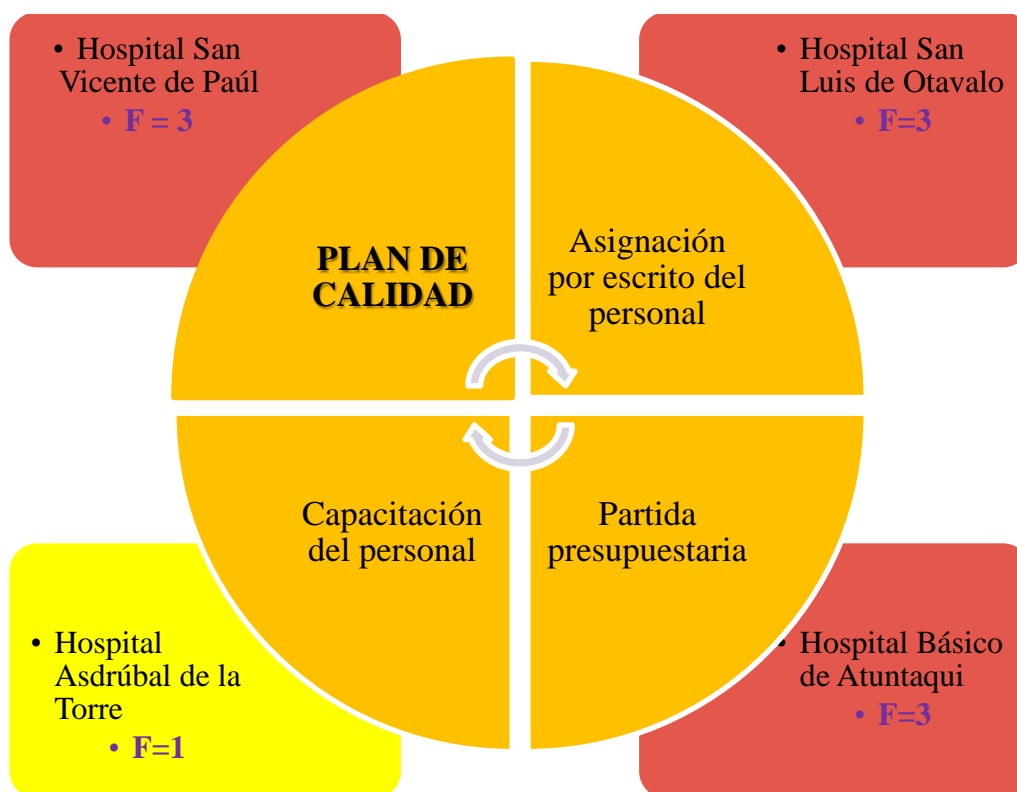 • Hospital San
Vicente de Paúl
• F = 3
• Hospital San
Luis de Otavalo
• F=3
PLAN DE
CALIDAD
Asignación
por escrito del
personal
Capacitación
del personal
Partida
presupuestaria
• Hospital
Asdrúbal de la
Torre
• F=1
• Hospital Básico
de Atuntaqui
• F=3